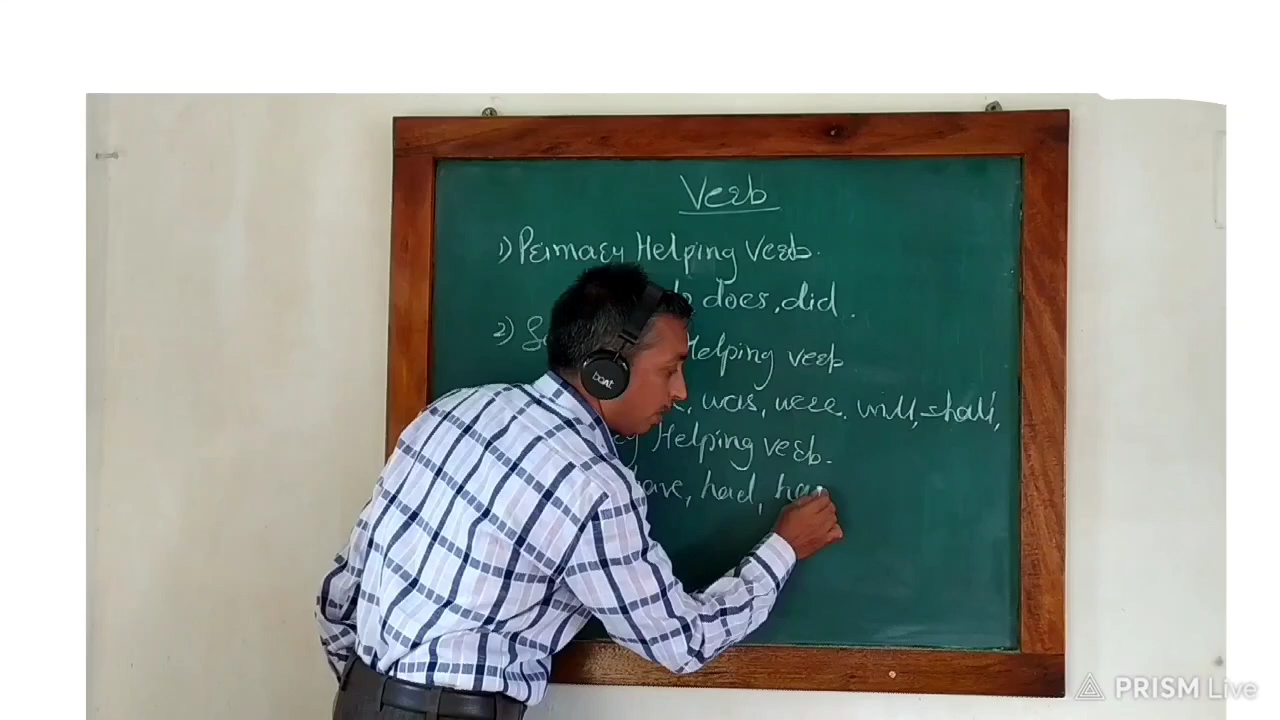 Verb
1) Primary Helping Verb.
does, did.
2) Helping verb
was, were. will, shall,
Helping verb.
have, had, ha
boAt
PRISM Live